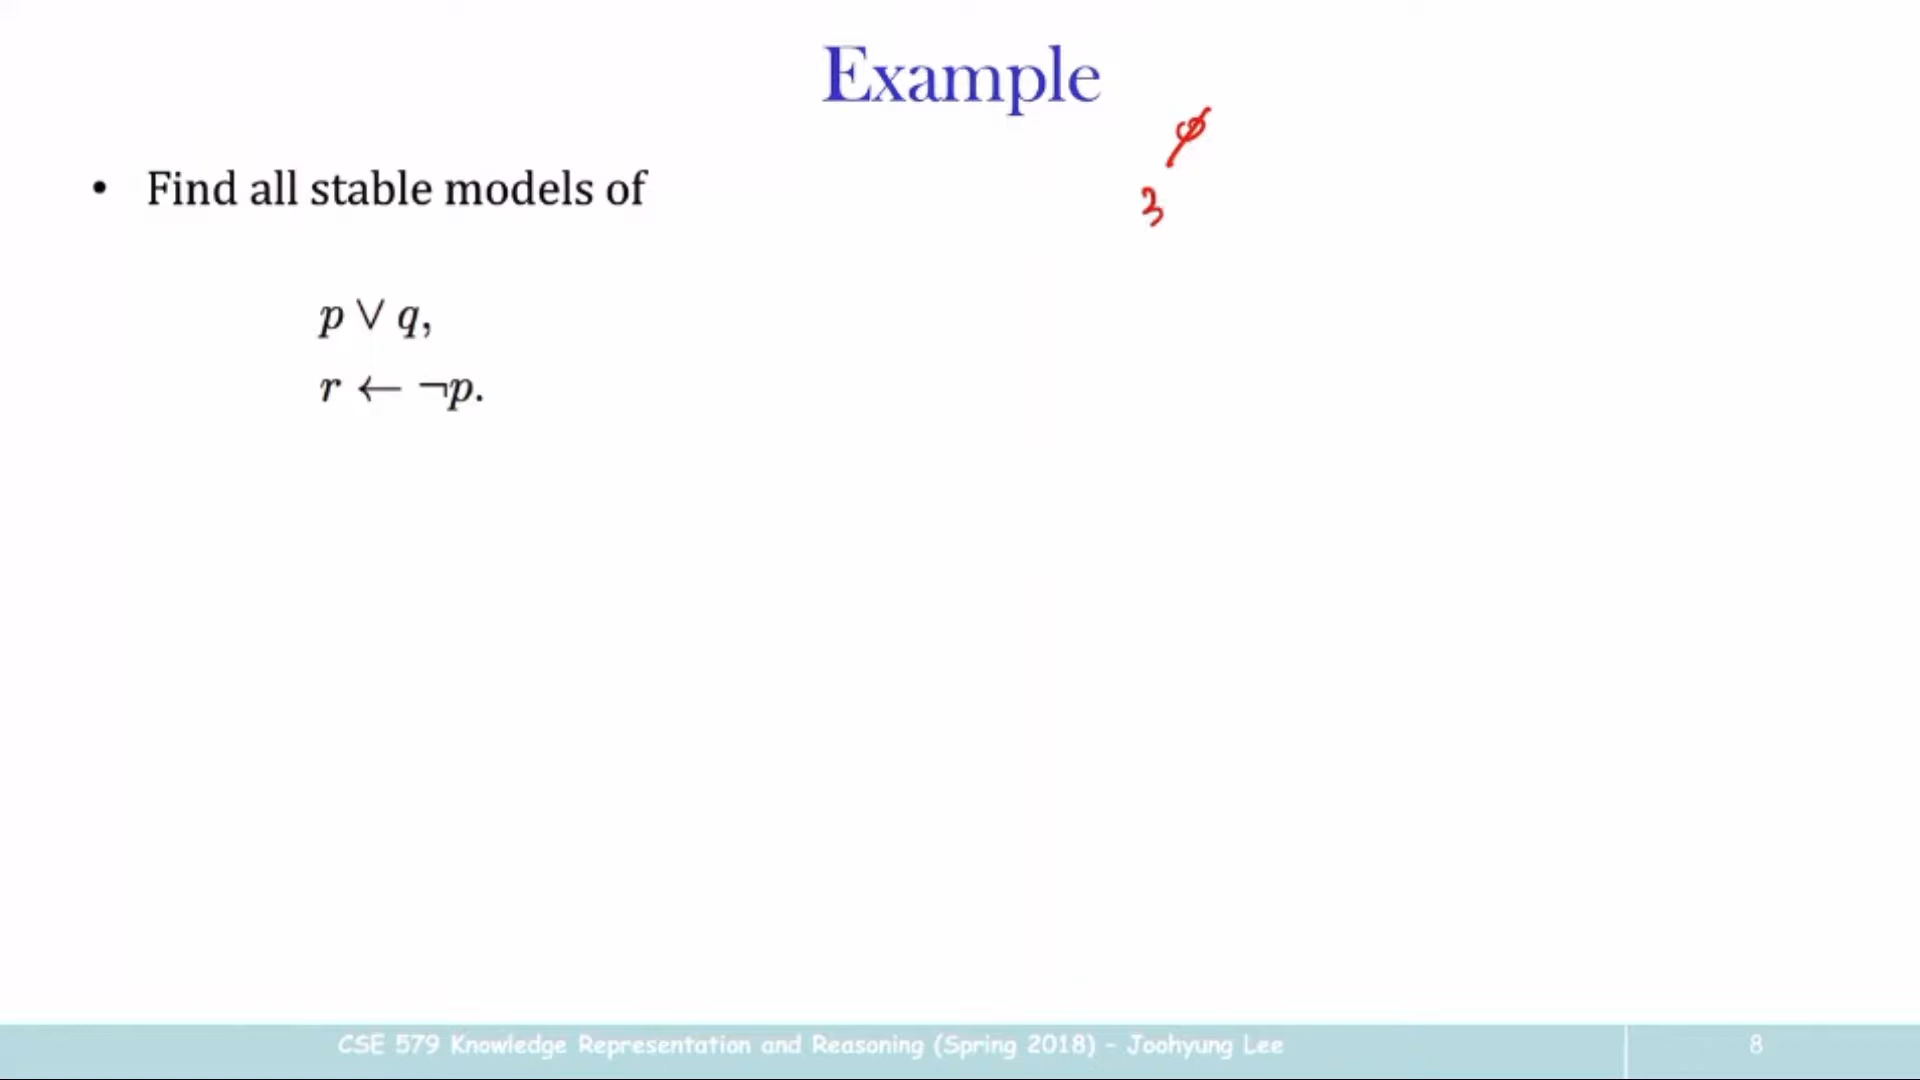 Example
• Find all stable models of
p ∨ q,
r ← ¬p.
CSE 579 Knowledge Representation and Reasoning (Spring 2018) - Joohyung Lee
8